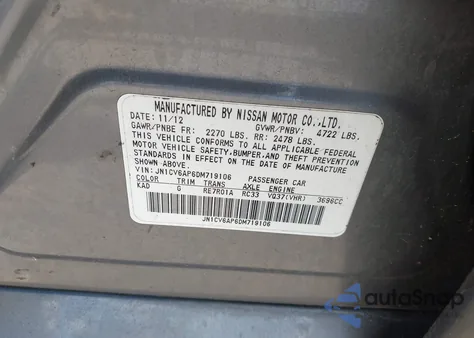 MANUFACTURED BY NISSAN MOTOR CO.,LTD.
DATE: 11/12 GVWR/PNBV: 4722 LBS.
GAWR/PNBE FR: 2270 LBS. RR: 2478 LBS.
THIS VEHICLE CONFORMS TO ALL APPLICABLE FEDERAL
MOTOR VEHICLE SAFETY,BUMPER,AND THEFT PREVENTION
STANDARDS IN EFFECT ON THE DATE OF MANUFACTURE
SHOWN ABOVE.
VIN: JN1CV6AP6DM719106 PASSENGER CAR
COLOR TRIM TRANS AXLE ENGINE
KAD G RE7R01A RC33 VQ37(VHR) 3696CC
JN1CV6AP6DM719106
autoSnap